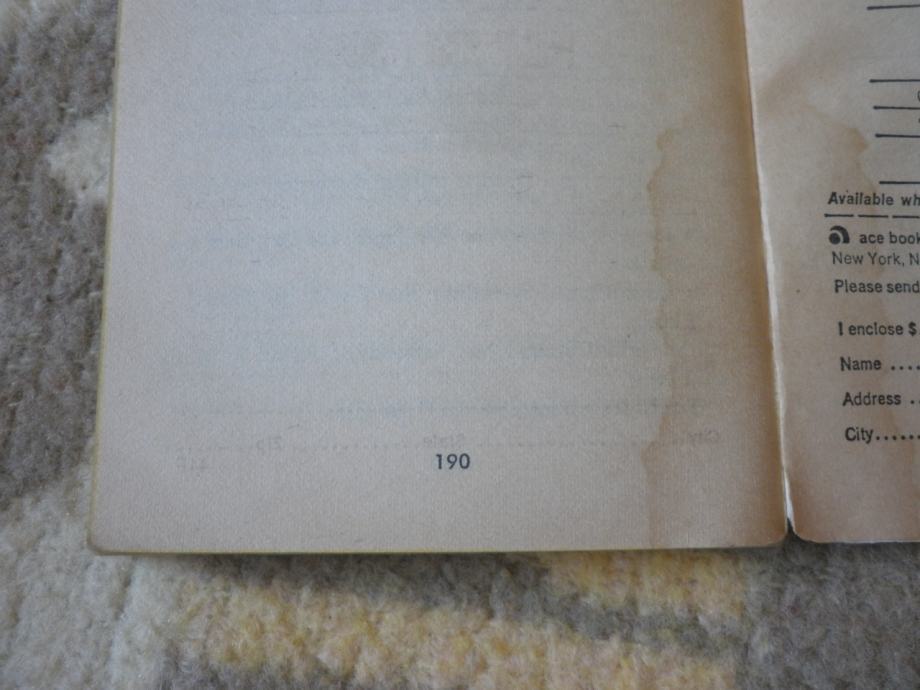 190
Available wh
ace book
New York, N
Please send
I enclose $
Name ....
Address ..
City.....